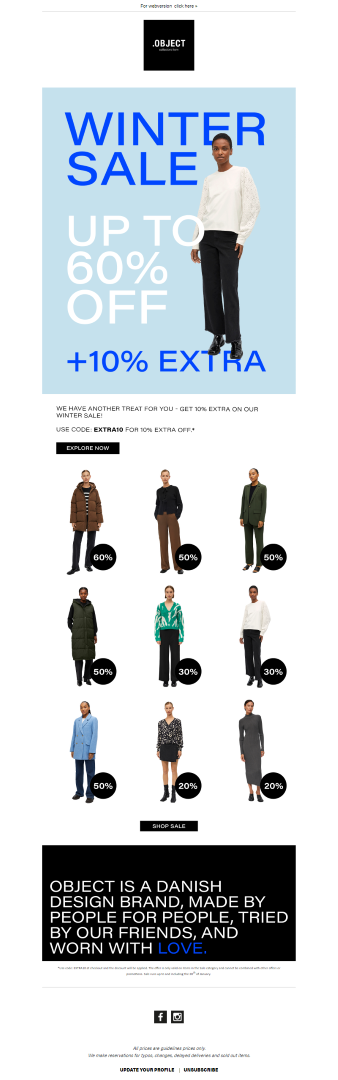 For webversion click here »
.OBJECT
WINTER
SALE
UP TO
60%
OFF
+10% EXTRA
WE HAVE ANOTHER TREAT FOR YOU - GET 10% EXTRA ON OUR
WINTER SALE!
USE CODE: EXTRA10 FOR 10% EXTRA OFF.*
EXPLORE NOW
60%
50%
50%
50%
30%
30%
50%
20%
20%
SHOP SALE
OBJECT IS A DANISH
DESIGN BRAND, MADE BY
PEOPLE FOR PEOPLE, TRIED
BY OUR FRIENDS, AND
WORN WITH LOVE.
All prices are guidelines prices only.
We make reservations for typos, changes, delayed deliveries and sold out items.
UPDATE YOUR PROFILE | UNSUBSCRIBE